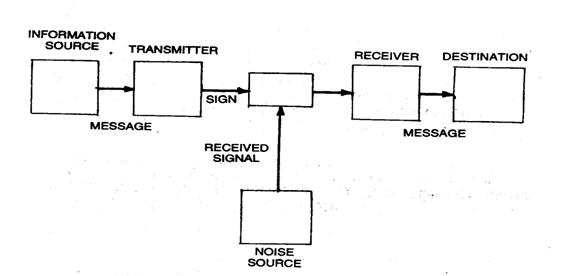 INFORMATION
SOURCE
TRANSMITTER
RECEIVER
DESTINATION
SIGN
MESSAGE
MESSAGE
RECEIVED
SIGNAL
NOISE
SOURCE